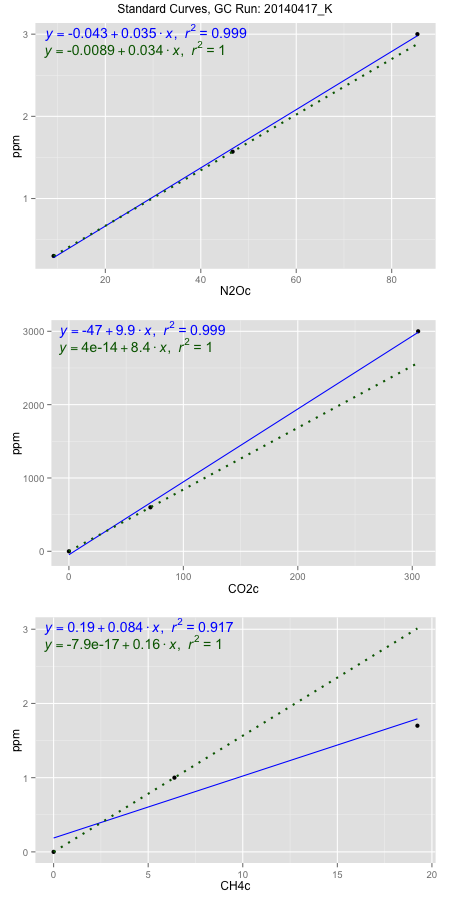 Standard Curves, GC Run: 20140417_K
y = -0.043 + 0.035 · x, r² = 0.999
y = -0.0089 + 0.034 · x, r² = 1
3
2
1
ppm
20 40 60 80
N2Oc
y = -47 + 9.9 · x, r² = 0.999
y = 4e-14 + 8.4 · x, r² = 1
3000
2000
1000
0
ppm
0 100 200 300
CO2c
y = 0.19 + 0.084 · x, r² = 0.917
y = -7.9e-17 + 0.16 · x, r² = 1
3
2
1
0
ppm
0 5 10 15 20
CH4c